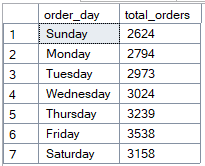 order_day total_orders
1 Sunday 2624
2 Monday 2794
3 Tuesday 2973
4 Wednesday 3024
5 Thursday 3239
6 Friday 3538
7 Saturday 3158